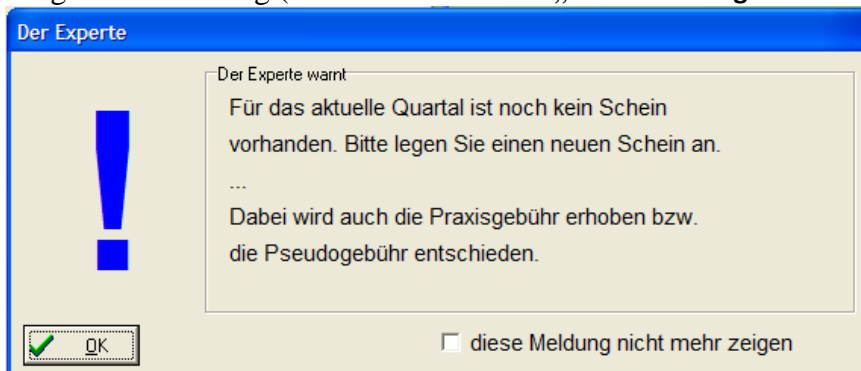 Der Experte
Der Experte warnt
Für das aktuelle Quartal ist noch kein Schein
vorhanden. Bitte legen Sie einen neuen Schein an.
...
Dabei wird auch die Praxisgebühr erhoben bzw.
die Pseudogebühr entschieden.
OK
diese Meldung nicht mehr zeigen